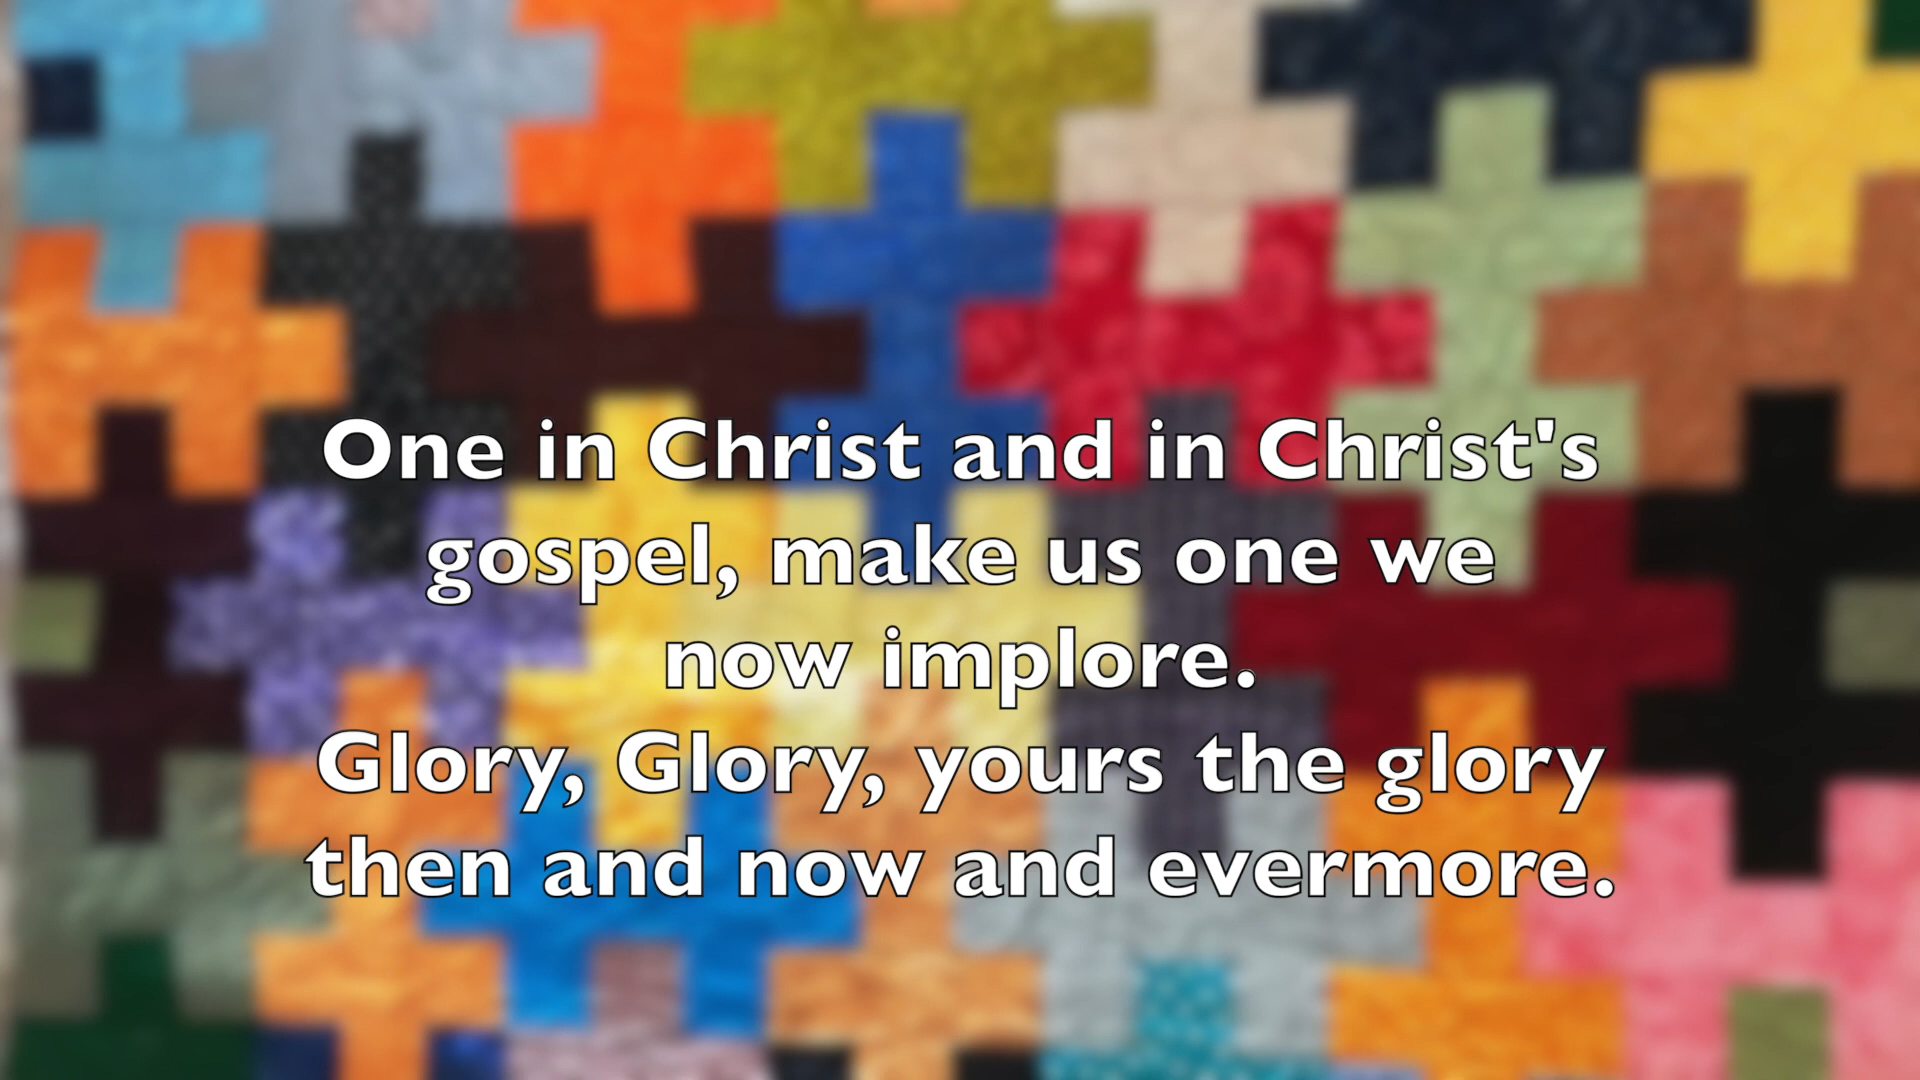 One in Christ and in Christ's
gospel, make us one we
now implore.
Glory, Glory, yours the glory
then and now and evermore.